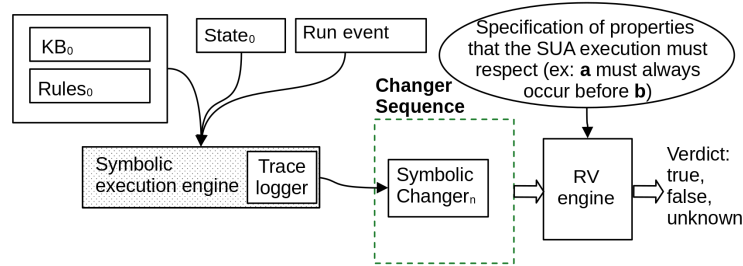 KB₀
Rules₀
State₀
Run event
Specification of properties
that the SUA execution must
respect (ex: a must always
occur before b)
Changer
Sequence
Symbolic
execution engine
Trace
logger
Symbolic
Changerₙ
RV
engine
Verdict:
true,
false,
unknown